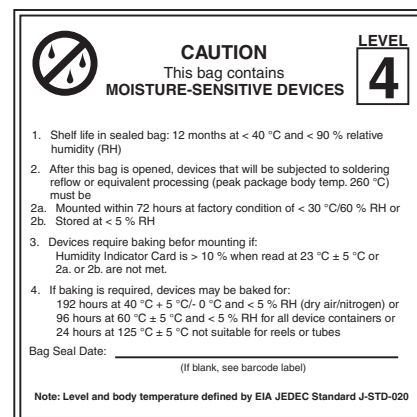 LEVEL
CAUTION
This bag contains
MOISTURE-SENSITIVE DEVICES
4
1. Shelf life in sealed bag: 12 months at < 40 °C and < 90 % relative
humidity (RH)
2. After this bag is opened, devices that will be subjected to soldering
reflow or equivalent processing (peak package body temp. 260 °C)
must be
2a. Mounted within 72 hours at factory condition of < 30 °C/60 % RH or
2b. Stored at < 5 % RH
3. Devices require baking befor mounting if:
Humidity Indicator Card is > 10 % when read at 23 °C ± 5 °C or
2a. or 2b. are not met.
4. If baking is required, devices may be baked for:
192 hours at 40 °C + 5 °C/- 0 °C and < 5 % RH (dry air/nitrogen) or
96 hours at 60 °C ± 5 °C and < 5 % RH for all device containers or
24 hours at 125 °C ± 5 °C not suitable for reels or tubes
Bag Seal Date:
(If blank, see barcode label)
Note: Level and body temperature defined by EIA JEDEC Standard J-STD-020